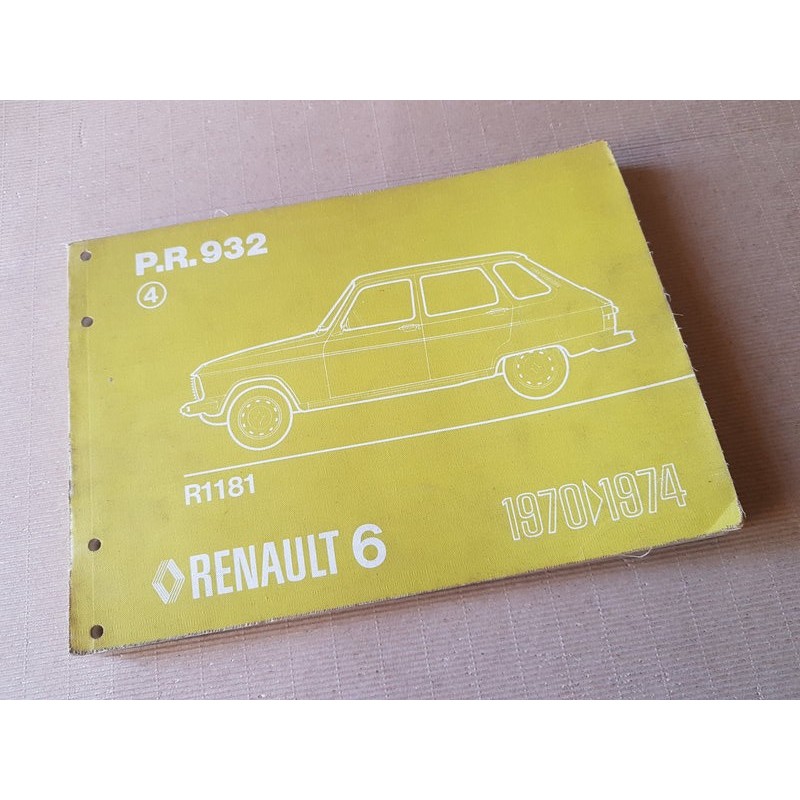 P.R. 932
4
R1181
1970▷1974
RENAULT 6